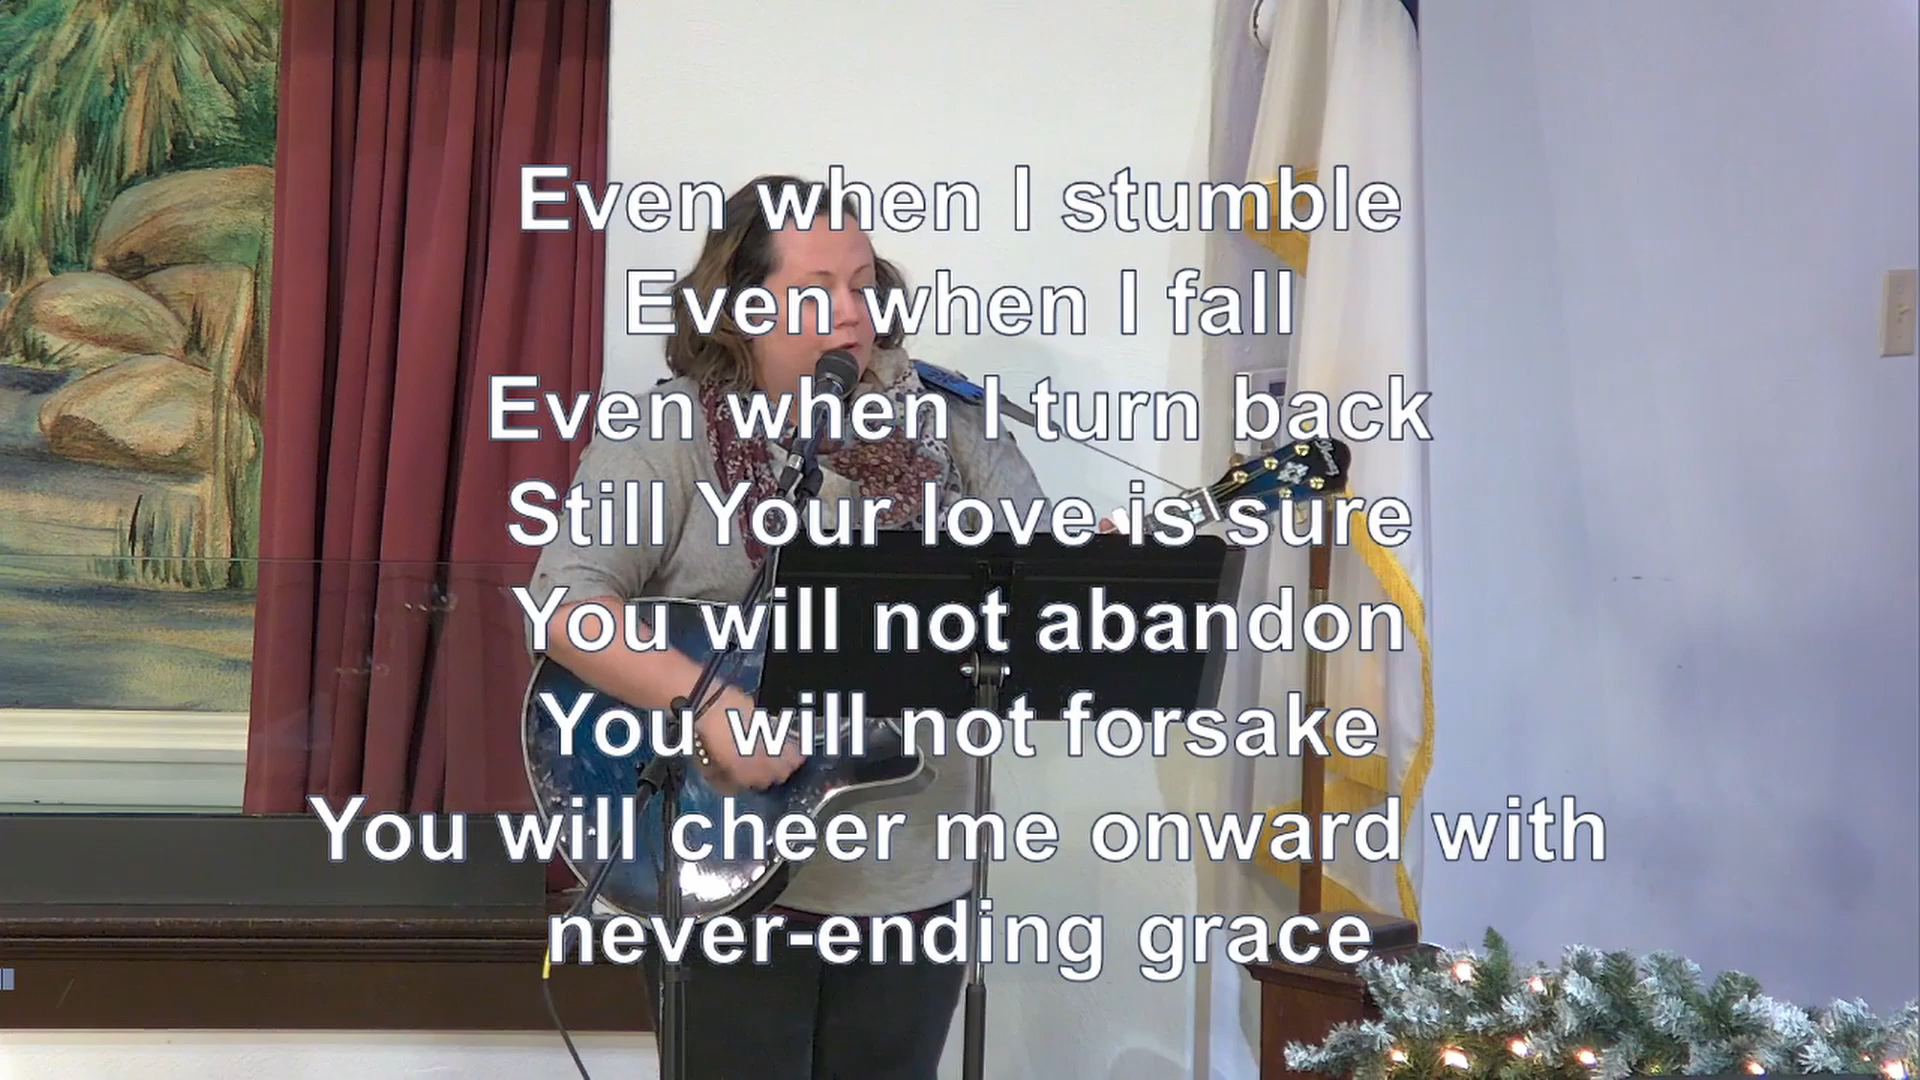 Even when I stumble
Even when I fall
Even when I turn back
Still Your love is sure
You will not abandon
You will not forsake
You will cheer me onward with
never-ending grace